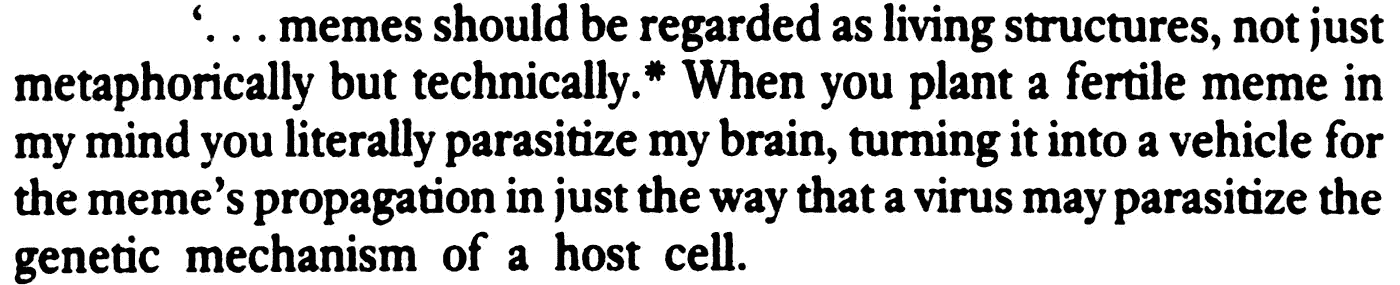 ‘. . . memes should be regarded as living structures, not just
metaphorically but technically.* When you plant a fertile meme in
my mind you literally parasitize my brain, turning it into a vehicle for
the meme’s propagation in just the way that a virus may parasitize the
genetic mechanism of a host cell.